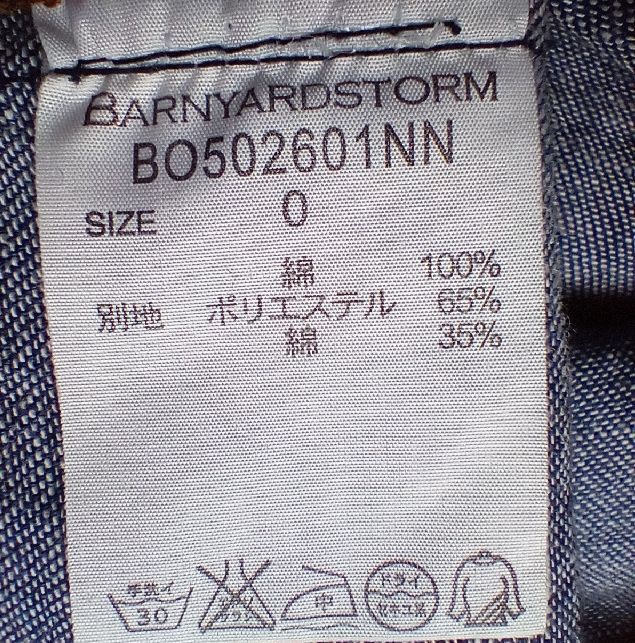 BARNYARDSTORM
BO502601NN
SIZE 0
綿 100%
別地 ポリエステル 65%
綿 35%
手洗イ 中 ドライ
30 セキユ系